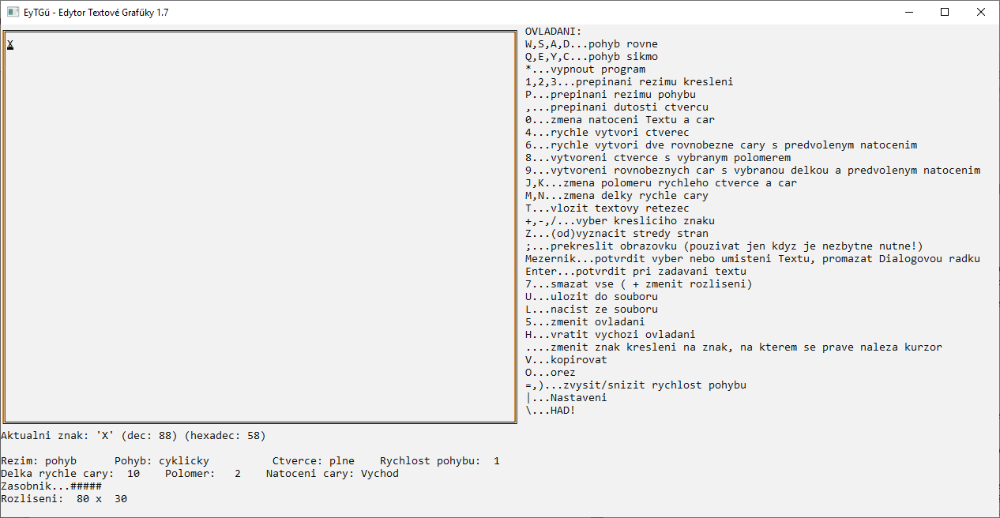 EyTGű - Edytor Textové Grafűky 1.7
X
OVLADANI:
W,S,A,D...pohyb rovne
Q,E,Y,C...pohyb sikmo
*...vypnout program
1,2,3...prepinani rezimu kresleni
P...prepinani rezimu pohybu
,...prepinani dutosti ctvercu
0...zmena natoceni Textu a car
4...rychle vytvori ctverec
6...rychle vytvori dve rovnobezne cary s predvolenym natocenim
8...vytvoreni ctverce s vybranym polomerem
9...vytvoreni rovnobeznych car s vybranou delkou a predvolenym natocenim
J,K...zmena polomeru rychleho ctverce a car
M,N...zmena delky rychle cary
T...vlozit textovy retezec
+,-,/...vyber kresliciho znaku
Z...(od)vyznacit stredy stran
;...prekreslit obrazovku (pouzivat jen kdyz je nezbytne nutne!)
Mezernik...potvrdit vyber nebo umisteni Textu, promazat Dialogovou radku
Enter...potvrdit pri zadavani textu
7...smazat vse ( + zmenit rozliseni)
U...ulozit do souboru
L...nacist ze souboru
5...zmenit ovladani
H...vratit vychozi ovladani
....zmenit znak kresleni na znak, na kterem se prave naleza kurzor
V...kopirovat
O...orez
=,)...zvysit/snizit rychlost pohybu
|...Nastaveni
\...HAD!
Aktualni znak: 'X' (dec: 88) (hexadec: 58)
Rezim: pohyb Pohyb: cyklicky Ctverce: plne Rychlost pohybu: 1
Delka rychle cary: 10 Polomer: 2 Natoceni cary: Vychod
Zasobnik...#####
Rozliseni: 80 x 30